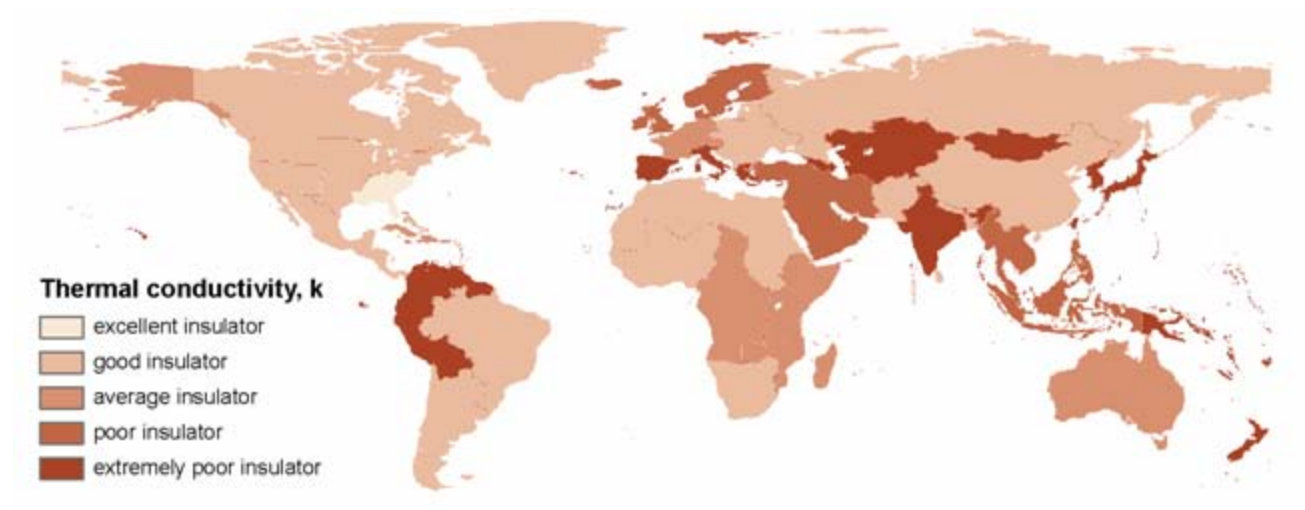 Thermal conductivity, k
excellent insulator
good insulator
average insulator
poor insulator
extremely poor insulator